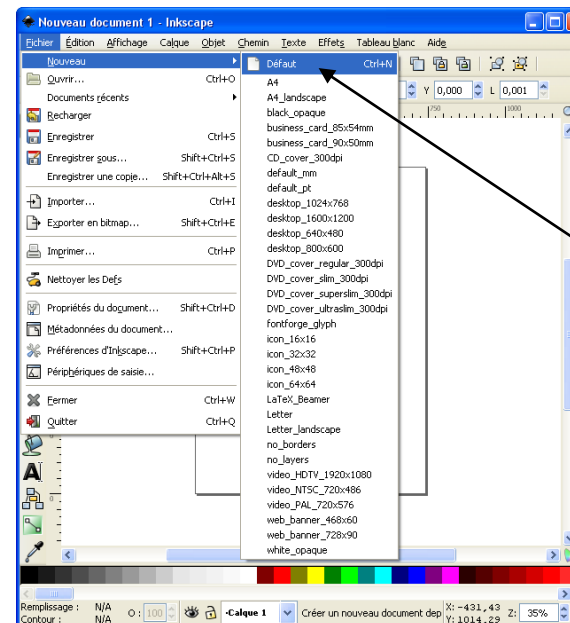 Nouveau document 1 - Inkscape
Fichier Édition Affichage Calque Objet Chemin Texte Effets Tableau blanc Aide
Nouveau
Ouvrir... Ctrl+O
Documents récents
Recharger
Enregistrer Ctrl+S
Enregistrer sous... Shift+Ctrl+S
Enregistrer une copie... Shift+Ctrl+Alt+S
Importer... Ctrl+I
Exporter en bitmap... Shift+Ctrl+E
Imprimer... Ctrl+P
Nettoyer les Defs
Propriétés du document... Shift+Ctrl+D
Métadonnées du document...
Préférences d'Inkscape... Shift+Ctrl+P
Périphériques de saisie...
Fermer Ctrl+W
Quitter Ctrl+Q
Défaut Ctrl+N
A4
A4_landscape
black_opaque
business_card_85x54mm
business_card_90x50mm
CD_cover_300dpi
default_mm
default_pt
desktop_1024x768
desktop_1600x1200
desktop_640x480
desktop_800x600
DVD_cover_regular_300dpi
DVD_cover_slim_300dpi
DVD_cover_superslim_300dpi
DVD_cover_ultraslim_300dpi
fontforge_glyph
icon_16x16
icon_32x32
icon_48x48
icon_64x64
LaTeX_Beamer
Letter
Letter_landscape
no_borders
no_layers
video_HDTV_1920x1080
video_NTSC_720x486
video_PAL_720x576
web_banner_468x60
web_banner_728x90
white_opaque
Y 0,000 L 0,001
750 1000
A
Remplissage : N/A
Contour : N/A
O: 100
-Calque 1
Créer un nouveau document dep
X: -431,43
Y: 1014,29
Z: 35%